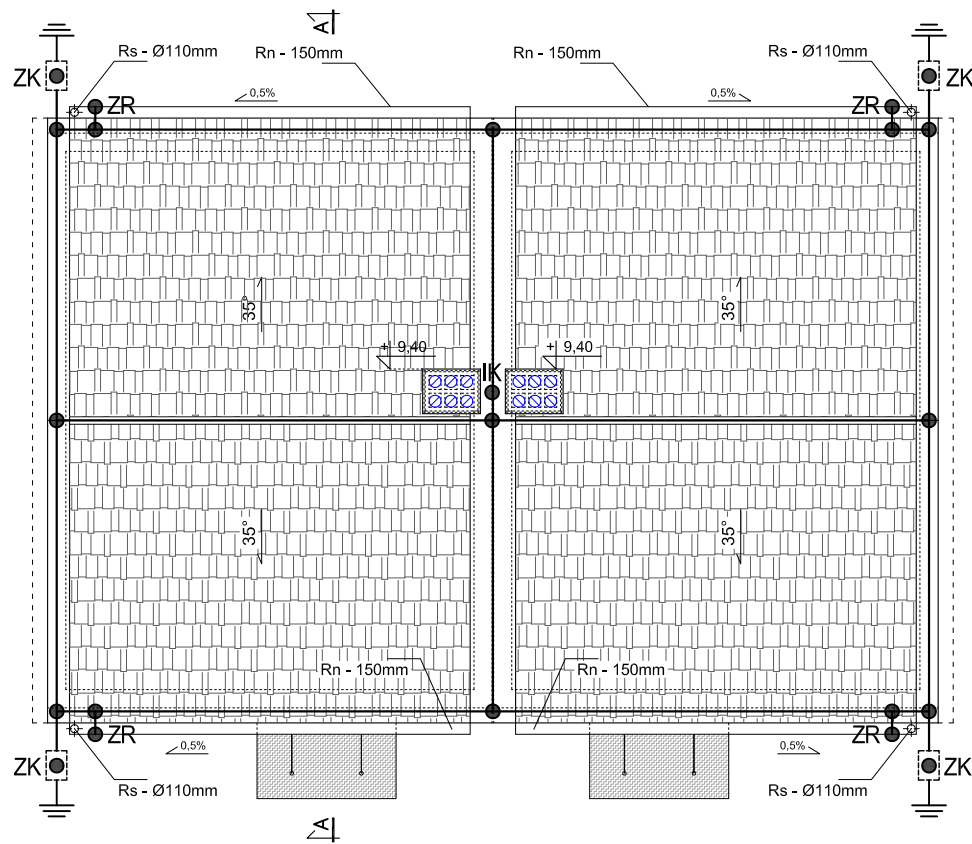 A
Rs - Ø110mm
Rn - 150mm
Rn - 150mm
Rs - Ø110mm
ZK
ZK
0,5%
0,5%
ZR
ZR
35°
35°
+ 9,40
+ 9,40
IK
35°
35°
Rn - 150mm
Rn - 150mm
ZR
ZR
0,5%
0,5%
ZK
ZK
Rs - Ø110mm
Rs - Ø110mm
A